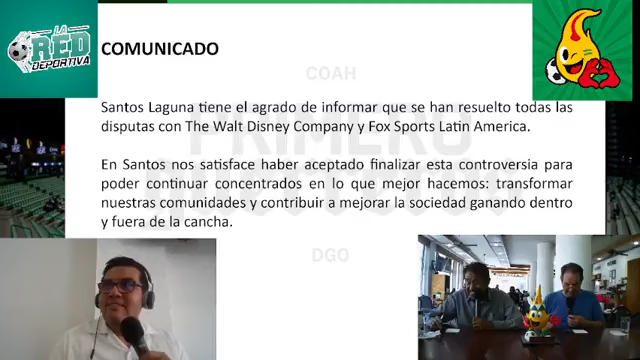 LA
RED
DEPORTIVA
COMUNICADO
COAH
Santos Laguna tiene el agrado de informar que se han resuelto todas las
disputas con The Walt Disney Company y Fox Sports Latin America.
PRIMERO
En Santos nos satisface haber aceptado finalizar esta controversia para
poder continuar concentrados en lo que mejor hacemos: transformar
nuestras comunidades y contribuir a mejorar la sociedad ganando dentro
y fuera de la cancha.
DGO